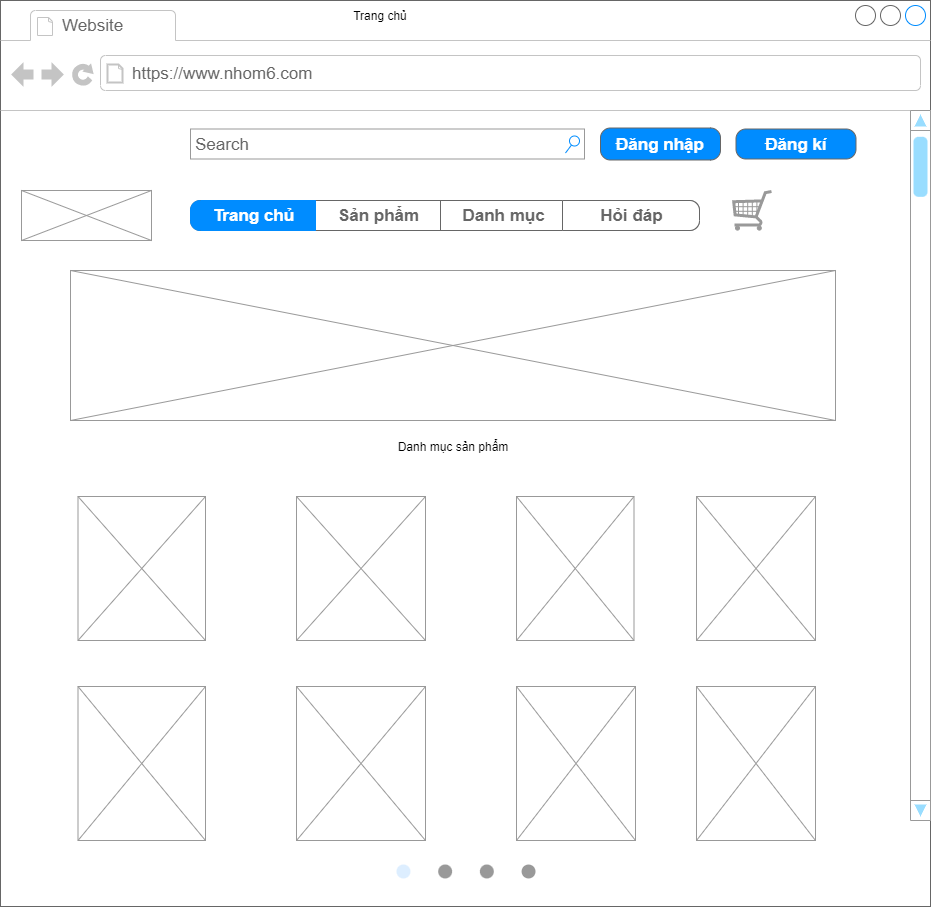 Trang chủ
Website
https://www.nhom6.com
Search
Đăng nhập
Đăng kí
Trang chủ
Sản phẩm
Danh mục
Hỏi đáp
Danh mục sản phẩm